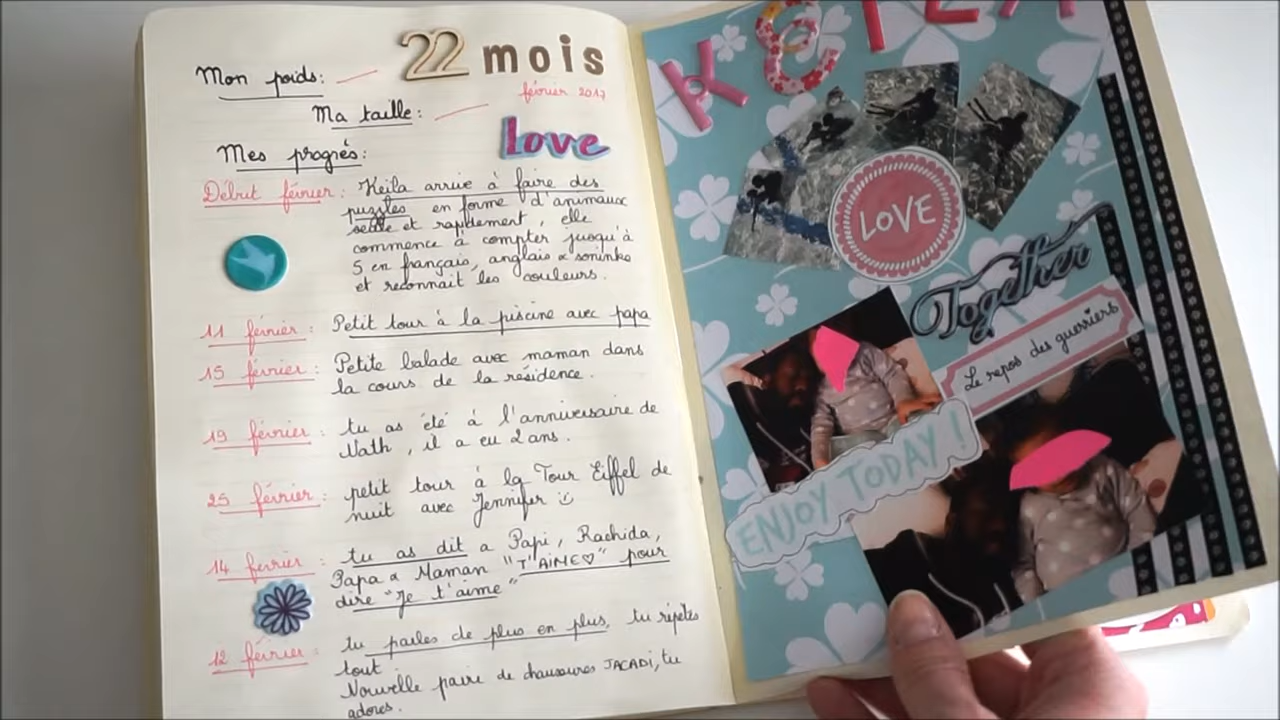 22 mois
Mon poids:
février 2017
Ma taille:
Love
Mes progrés:
Début février : Keila arrive à faire des
puzzles en forme d'animaux
seule et rapidement, elle
commence à compter jusqu'à
5 en français, anglais & soninke
et reconnait les couleurs.
11 février : Petit tour à la piscine avec papa
15 février : Petite balade avec maman dans
la cours de la résidence.
19 février : tu as été à l'anniversaire de
Nath, il a eu 2 ans.
25 février : petit tour à la Tour Eiffel de
nuit avec Jennifer
14 février : tu as dit a Papi, Rachida,
Papa & Maman "T'AiME♡" pour
dire "Je t'aime"
12 février : tu parles de plus en plus, tu répètes
tout
Nouvelle paire de chaussures JACADI, tu
adores.
LOVE
Together
Le repos des guerriers
ENJOY TODAY !